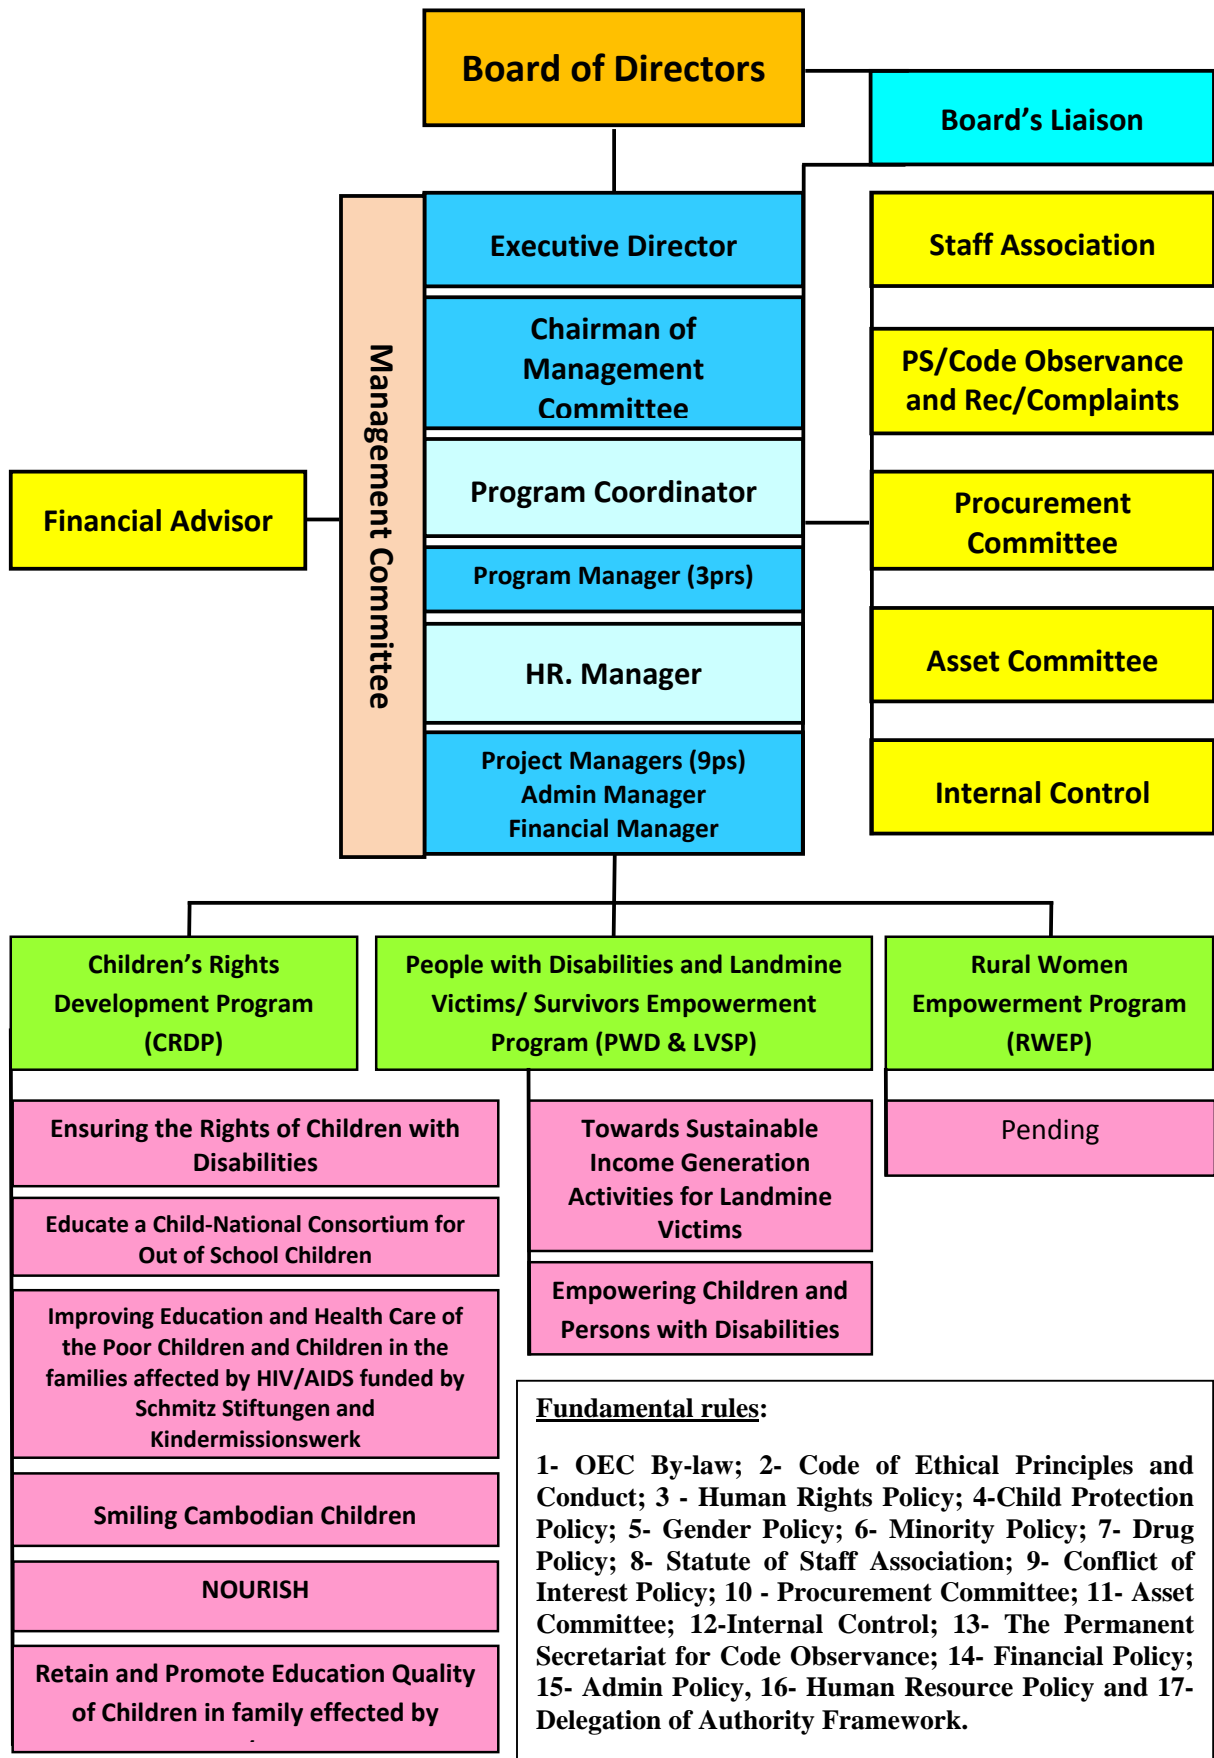 Board of Directors
Board's Liaison
Management Committee
Executive Director
Staff Association
Chairman of
Management
Committee
PS/Code Observance
and Rec/Complaints
Financial Advisor
Program Coordinator
Procurement
Committee
Program Manager (3prs)
HR. Manager
Asset Committee
Project Managers (9ps)
Admin Manager
Financial Manager
Internal Control
Children's Rights
Development Program
(CRDP)
People with Disabilities and Landmine
Victims/ Survivors Empowerment
Program (PWD & LVSP)
Rural Women
Empowerment Program
(RWEP)
Ensuring the Rights of Children with
Disabilities
Educate a Child-National Consortium for
Out of School Children
Improving Education and Health Care of
the Poor Children and Children in the
families affected by HIV/AIDS funded by
Schmitz Stiftungen and
Kindermissionswerk
Smiling Cambodian Children
NOURISH
Retain and Promote Education Quality
of Children in family effected by
Towards Sustainable
Income Generation
Activities for Landmine
Victims
Empowering Children and
Persons with Disabilities
Pending
Fundamental rules:
1- OEC By-law; 2- Code of Ethical Principles and
Conduct; 3 - Human Rights Policy; 4-Child Protection
Policy; 5- Gender Policy; 6- Minority Policy; 7- Drug
Policy; 8- Statute of Staff Association; 9- Conflict of
Interest Policy; 10 - Procurement Committee; 11- Asset
Committee; 12-Internal Control; 13- The Permanent
Secretariat for Code Observance; 14- Financial Policy;
15- Admin Policy, 16- Human Resource Policy and 17-
Delegation of Authority Framework.